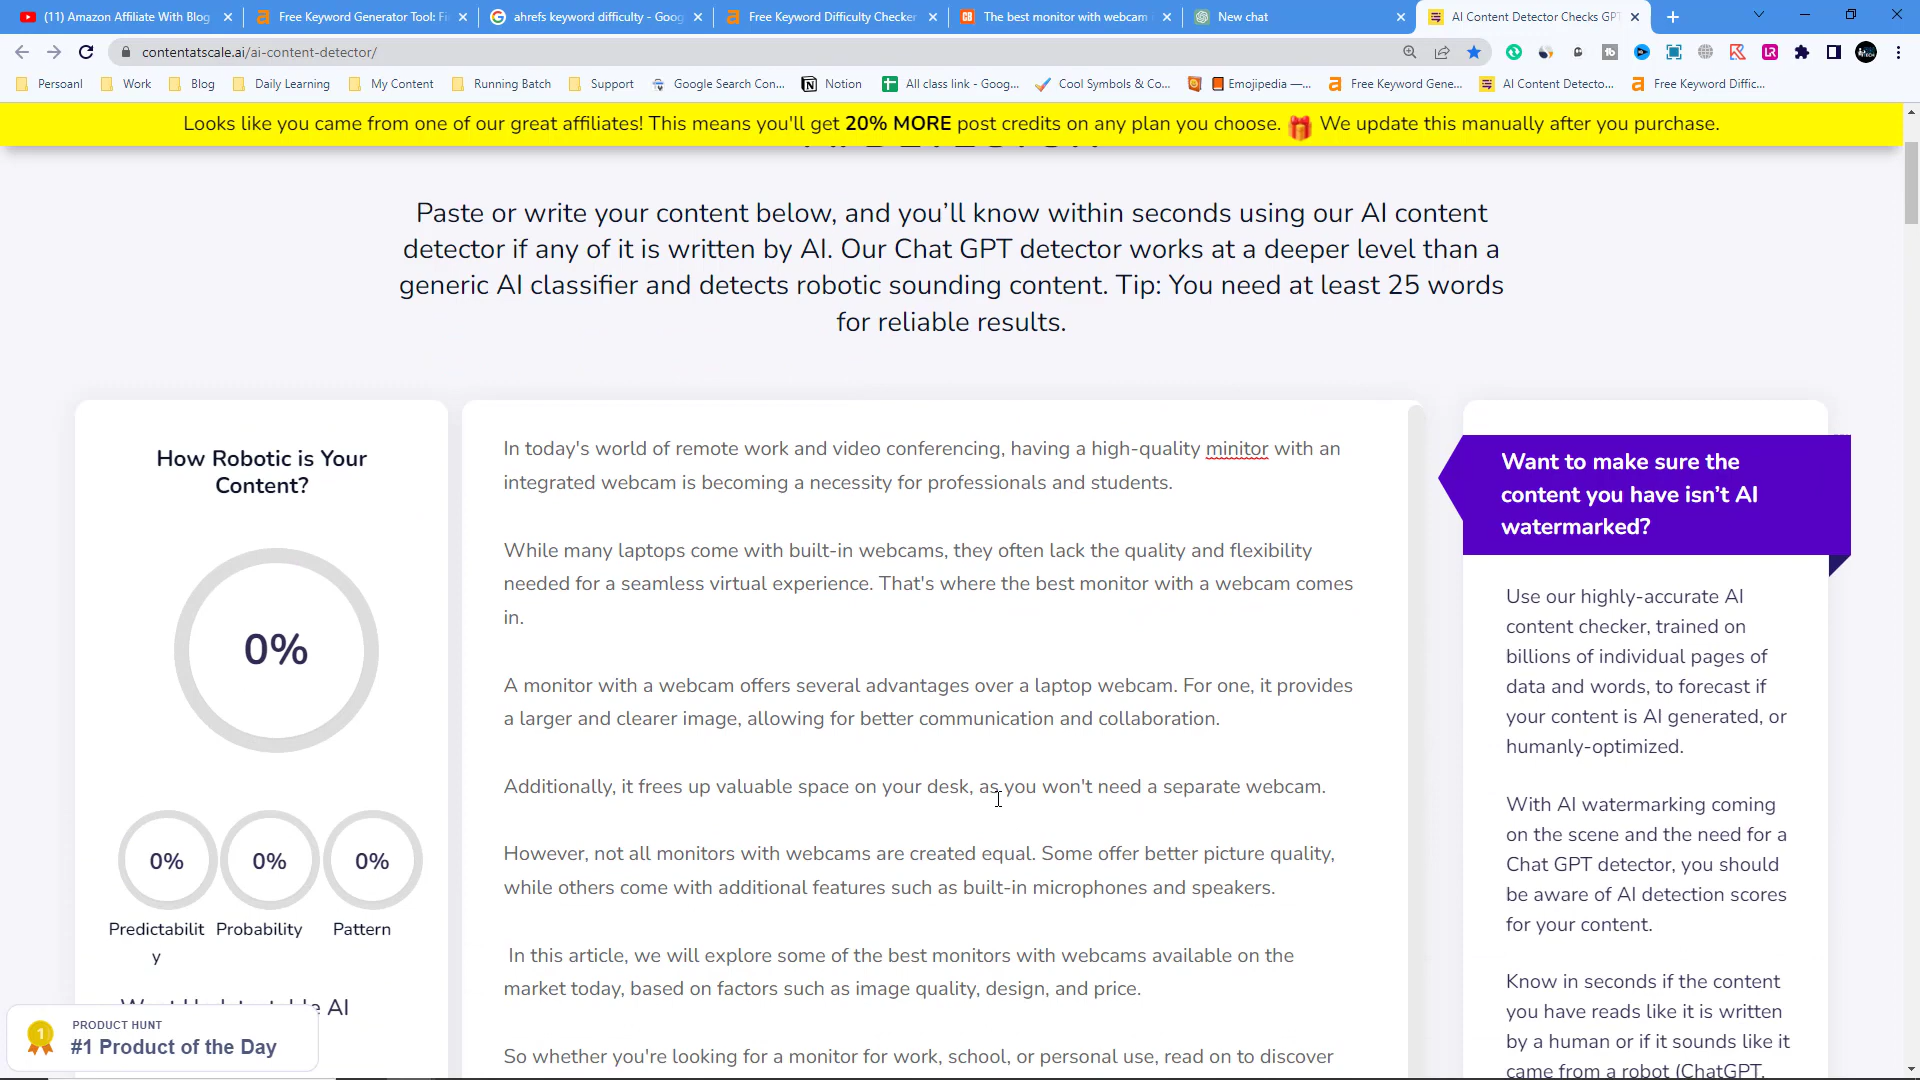 (11) Amazon Affiliate With Blog
Free Keyword Generator Tool: Fi
ahrefs keyword difficulty - Goog
Free Keyword Difficulty Checker
The best monitor with webcam
New chat
AI Content Detector Checks GPT
contentatscale.ai/ai-content-detector/
Persoanl
Work
Blog
Daily Learning
My Content
Running Batch
Support
Google Search Con...
Notion
All class link - Goog...
Cool Symbols & Co...
Emojipedia —...
Free Keyword Gene...
AI Content Detecto...
Free Keyword Diffic...
Looks like you came from one of our great affiliates! This means you'll get 20% MORE post credits on any plan you choose. 🎁 We update this manually after you purchase.
AI DETECTOR
Paste or write your content below, and you’ll know within seconds using our AI content
detector if any of it is written by AI. Our Chat GPT detector works at a deeper level than a
generic AI classifier and detects robotic sounding content. Tip: You need at least 25 words
for reliable results.
How Robotic is Your
Content?
0%
0%
0%
0%
Predictabilit
y
Probability
Pattern
PRODUCT HUNT
#1 Product of the Day
In today's world of remote work and video conferencing, having a high-quality minitor with an
integrated webcam is becoming a necessity for professionals and students.
While many laptops come with built-in webcams, they often lack the quality and flexibility
needed for a seamless virtual experience. That's where the best monitor with a webcam comes
in.
A monitor with a webcam offers several advantages over a laptop webcam. For one, it provides
a larger and clearer image, allowing for better communication and collaboration.
Additionally, it frees up valuable space on your desk, as you won't need a separate webcam.
However, not all monitors with webcams are created equal. Some offer better picture quality,
while others come with additional features such as built-in microphones and speakers.
In this article, we will explore some of the best monitors with webcams available on the
market today, based on factors such as image quality, design, and price.
So whether you're looking for a monitor for work, school, or personal use, read on to discover
Want to make sure the
content you have isn’t AI
watermarked?
Use our highly-accurate AI
content checker, trained on
billions of individual pages of
data and words, to forecast if
your content is AI generated, or
humanly-optimized.
With AI watermarking coming
on the scene and the need for a
Chat GPT detector, you should
be aware of AI detection scores
for your content.
Know in seconds if the content
you have reads like it is written
by a human or if it sounds like it
came from a robot (ChatGPT,